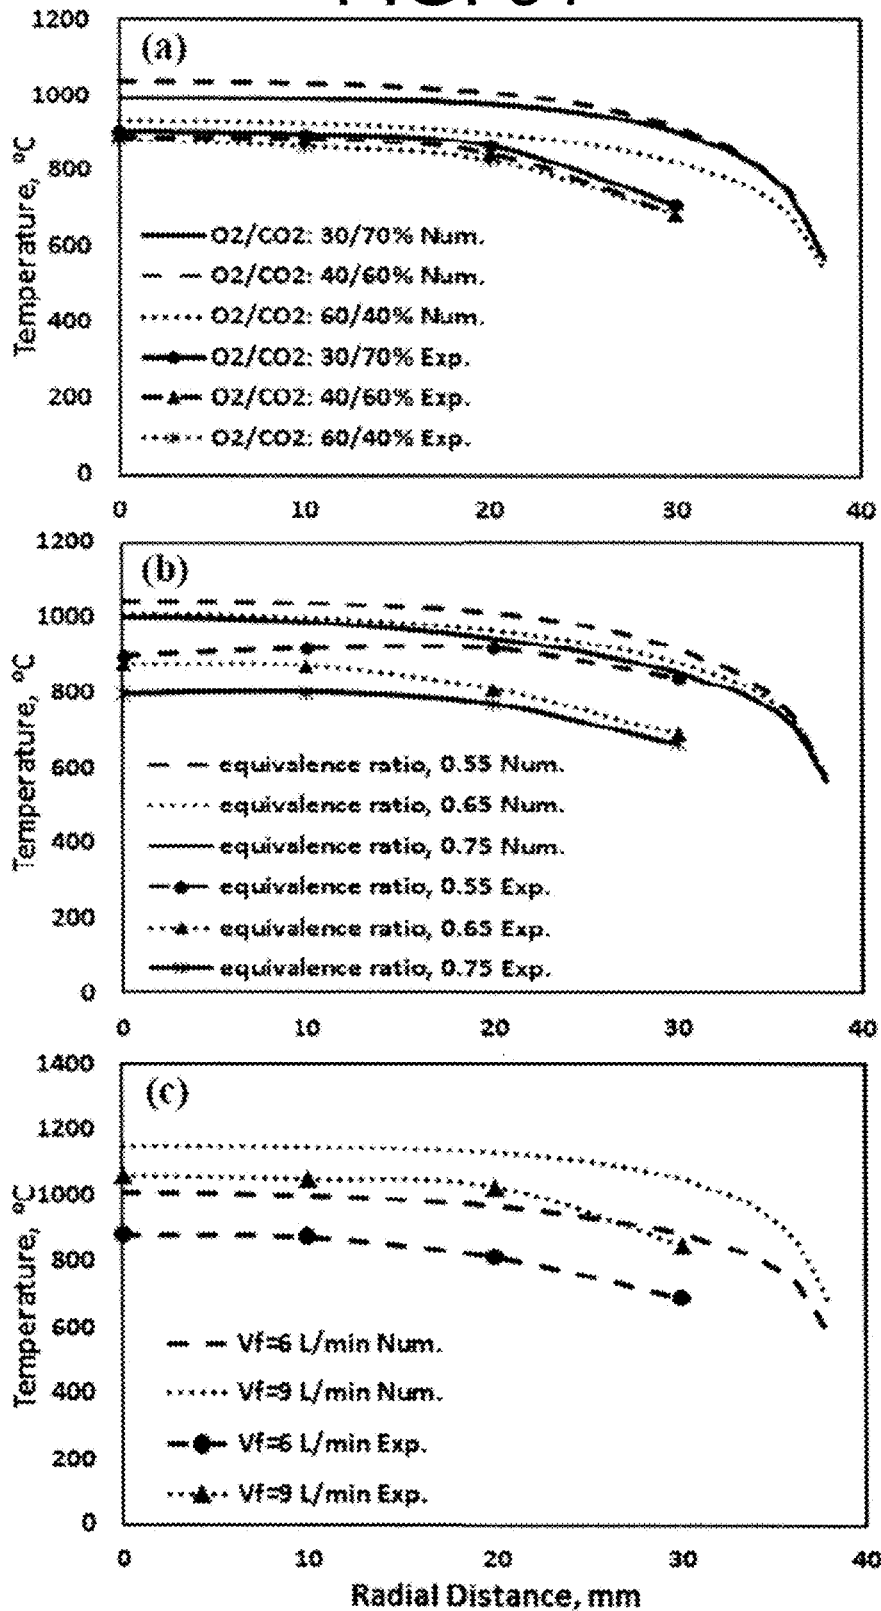 1200
(a)
1000
800
600
400
200
0
Temperature, ºC
O2/CO2: 30/70% Num.
O2/CO2: 40/60% Num.
O2/CO2: 60/40% Num.
O2/CO2: 30/70% Exp.
O2/CO2: 40/60% Exp.
O2/CO2: 60/40% Exp.
0 10 20 30 40
1200
(b)
1000
800
600
400
200
0
Temperature, ºC
equivalence ratio, 0.55 Num.
equivalence ratio, 0.65 Num.
equivalence ratio, 0.75 Num.
equivalence ratio, 0.55 Exp.
equivalence ratio, 0.65 Exp.
equivalence ratio, 0.75 Exp.
0 10 20 30 40
1400
(c)
1200
1000
800
600
400
200
0
Temperature, ºC
Vf=6 L/min Num.
Vf=9 L/min Num.
Vf=6 L/min Exp.
Vf=9 L/min Exp.
0 10 20 30 40
Radial Distance, mm